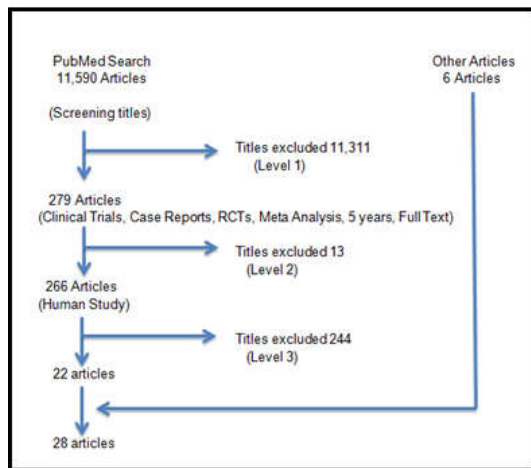 PubMed Search
11,590 Articles
Other Articles
6 Articles
(Screening titles)
Titles excluded 11,311
(Level 1)
279 Articles
(Clinical Trials, Case Reports, RCTs, Meta Analysis, 5 years, Full Text)
Titles excluded 13
(Level 2)
266 Articles
(Human Study)
Titles excluded 244
(Level 3)
22 articles
28 articles